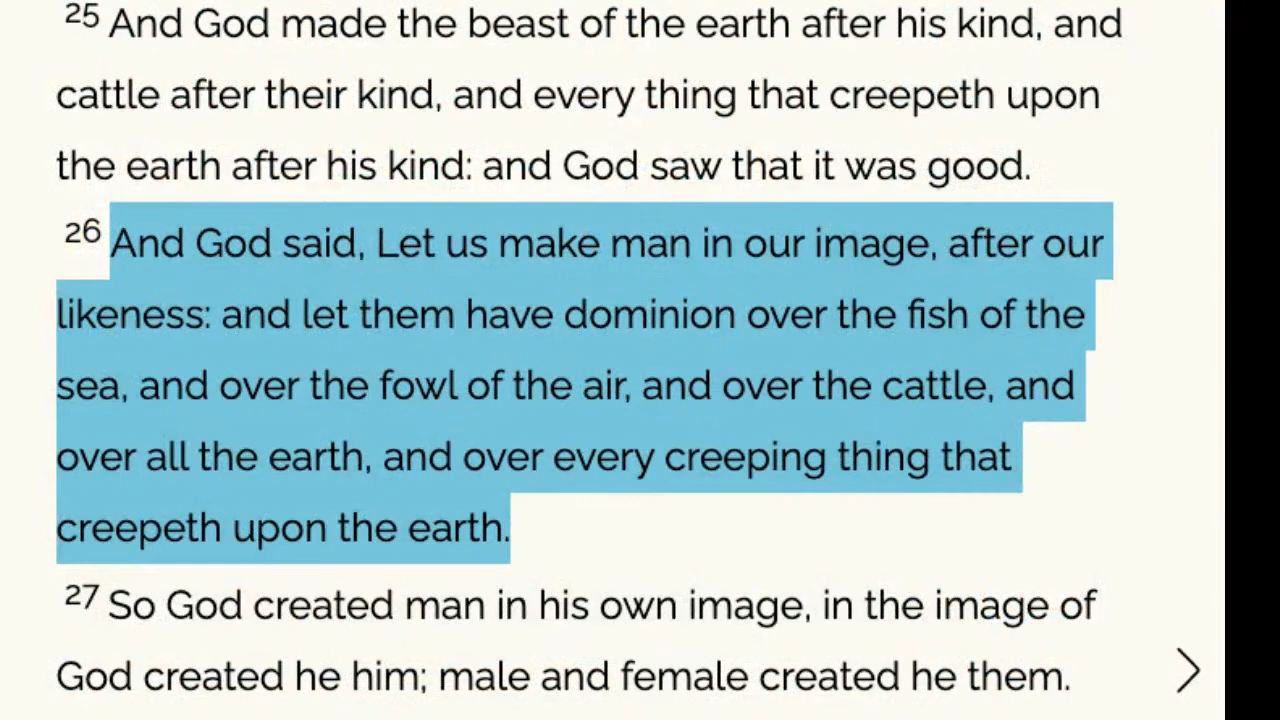 25 And God made the beast of the earth after his kind, and
cattle after their kind, and every thing that creepeth upon
the earth after his kind: and God saw that it was good.
26 And God said, Let us make man in our image, after our
likeness: and let them have dominion over the fish of the
sea, and over the fowl of the air, and over the cattle, and
over all the earth, and over every creeping thing that
creepeth upon the earth.
27 So God created man in his own image, in the image of
God created he him; male and female created he them.